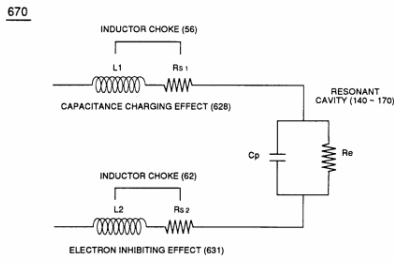 670
INDUCTOR CHOKE (56)
L1 Rs1
CAPACITANCE CHARGING EFFECT (628)
RESONANT
CAVITY (140 ~ 170)
Cp Re
INDUCTOR CHOKE (62)
L2 Rs2
ELECTRON INHIBITING EFFECT (631)